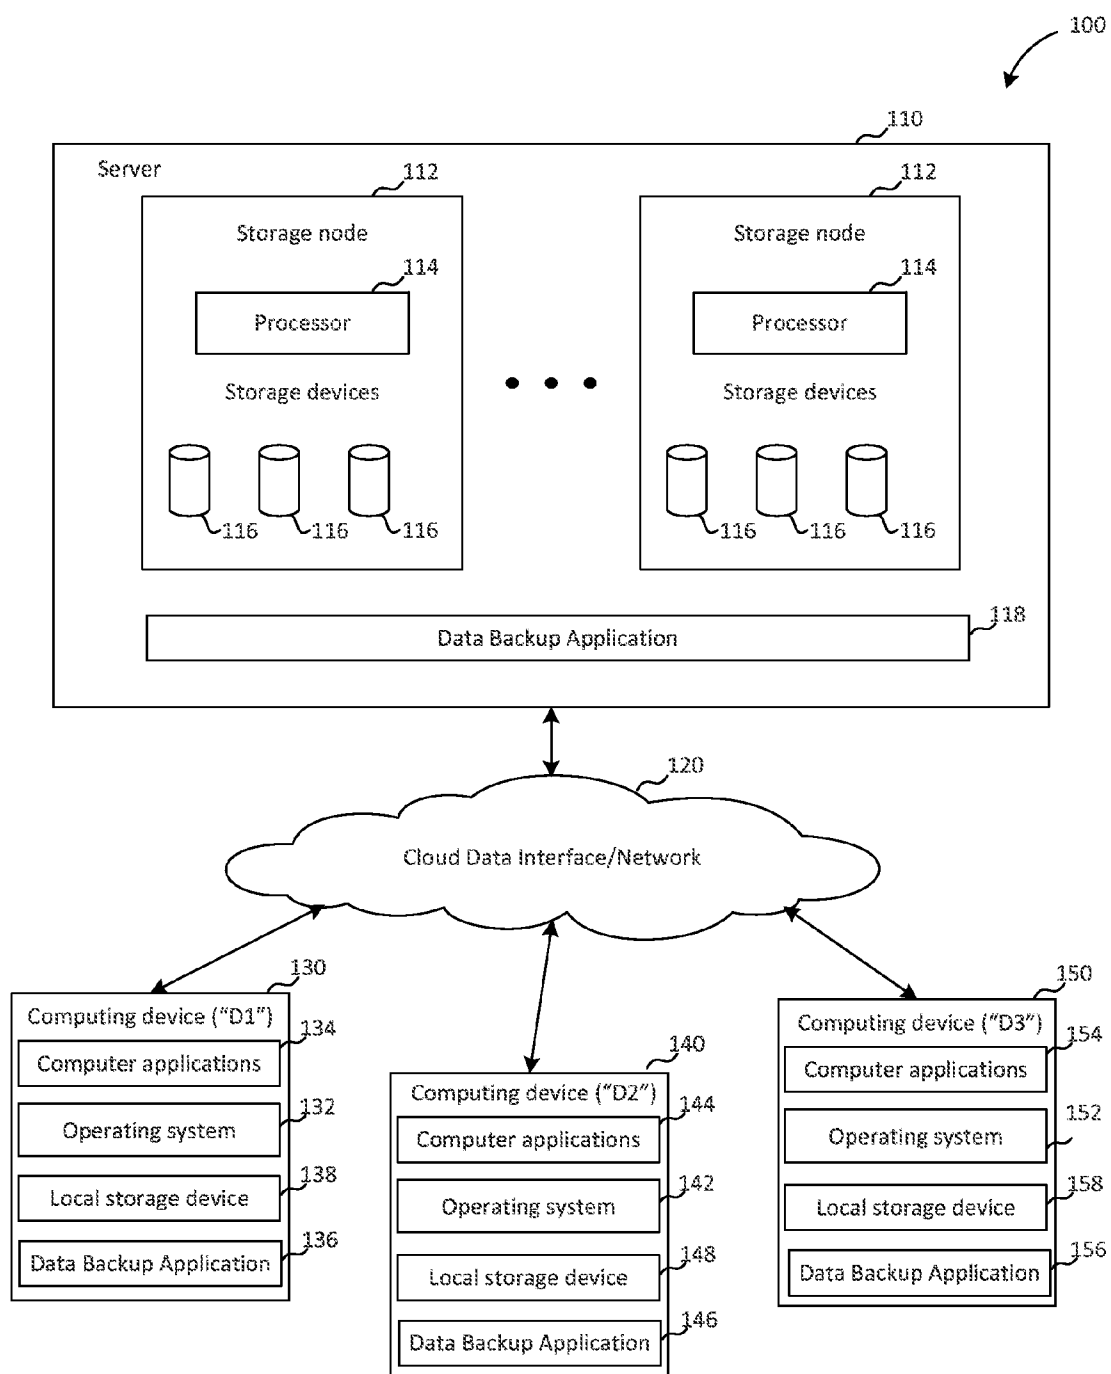 100
110
Server
112
112
Storage node
Storage node
114
114
Processor
Processor
Storage devices
Storage devices
116
116
116
116
116
116
118
Data Backup Application
120
Cloud Data Interface/Network
130
Computing device (“D1”)
134
Computer applications
132
Operating system
138
Local storage device
136
Data Backup Application
140
Computing device (“D2”)
144
Computer applications
142
Operating system
148
Local storage device
146
Data Backup Application
150
Computing device (“D3”)
154
Computer applications
152
Operating system
158
Local storage device
156
Data Backup Application